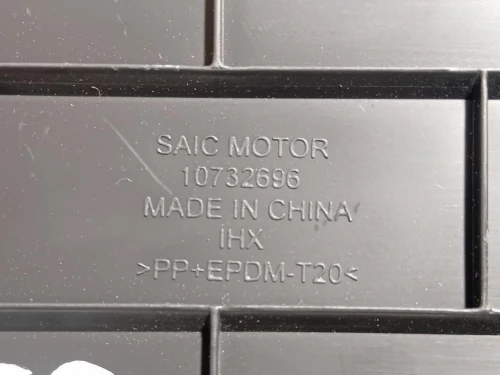 SAIC MOTOR
10732696
MADE IN CHINA
IHX
>PP+EPDM-T20<